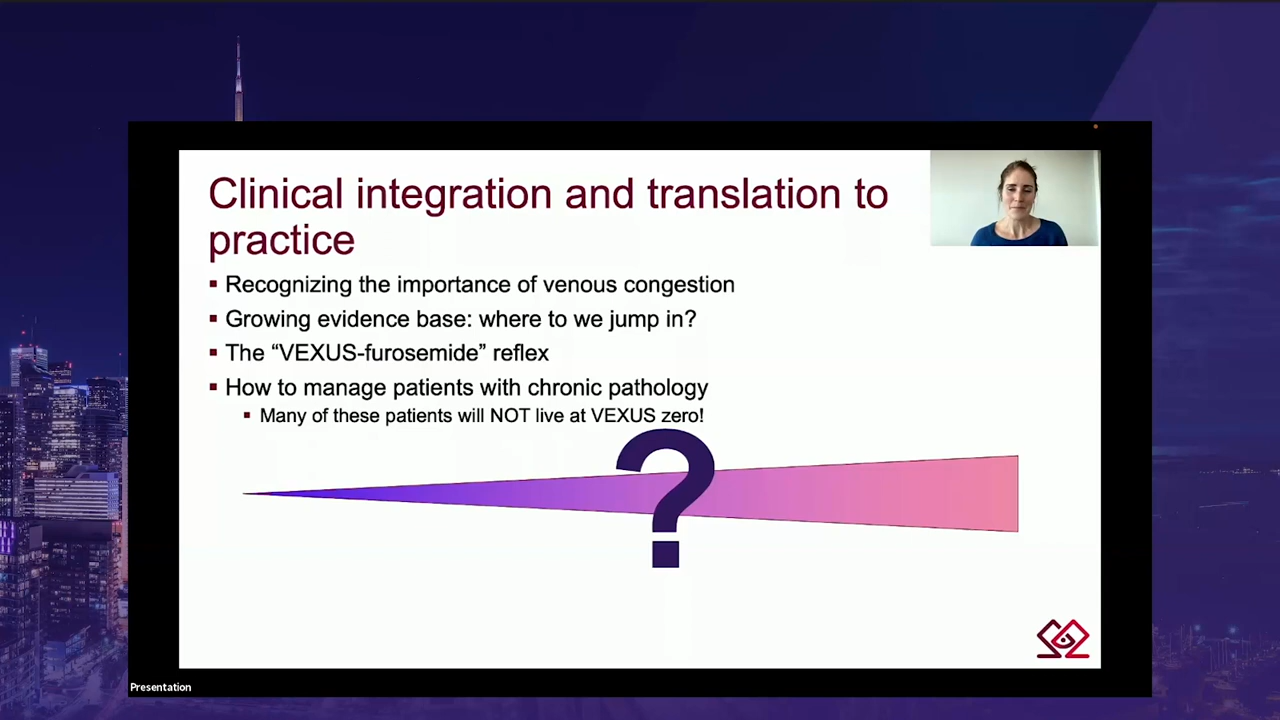 Clinical integration and translation to
practice
Recognizing the importance of venous congestion
Growing evidence base: where to we jump in?
The “VEXUS-furosemide” reflex
How to manage patients with chronic pathology
Many of these patients will NOT live at VEXUS zero!
?
Presentation